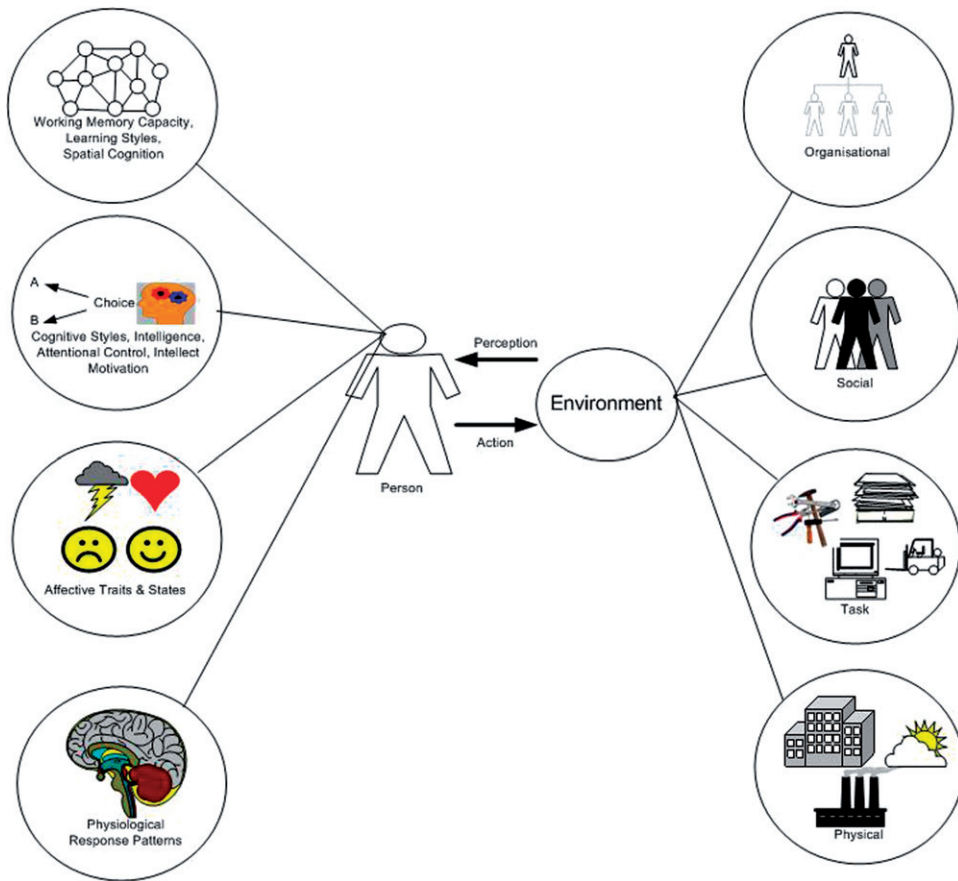 Working Memory Capacity,
Learning Styles,
Spatial Cognition
A
Choice
B
Cognitive Styles, Intelligence,
Attentional Control, Intellect
Motivation
Affective Traits & States
Physiological
Response Patterns
Person
Perception
Action
Environment
Organisational
Social
Task
Physical